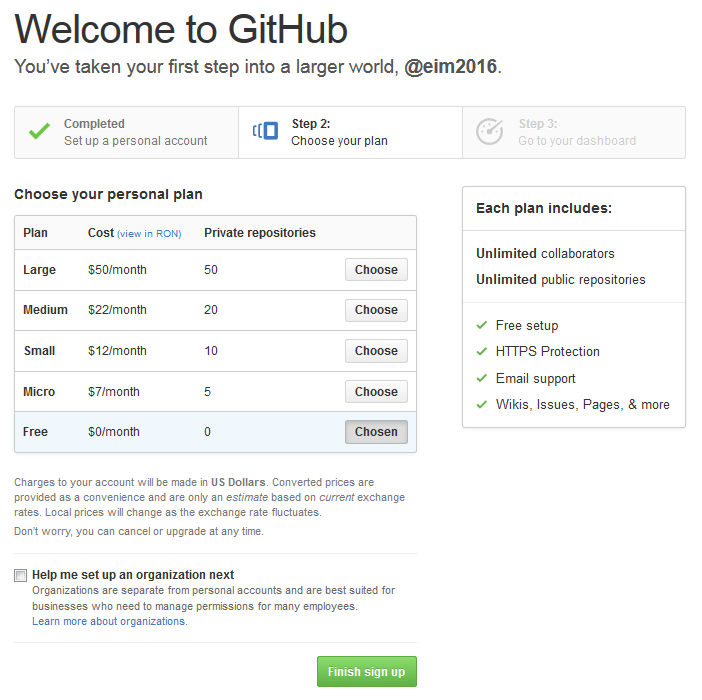 Welcome to GitHub
You've taken your first step into a larger world, @eim2016.
Completed
Set up a personal account
Step 2:
Choose your plan
Step 3:
Go to your dashboard
Choose your personal plan
Plan Cost (view in RON) Private repositories
Large $50/month 50 Choose
Medium $22/month 20 Choose
Small $12/month 10 Choose
Micro $7/month 5 Choose
Free $0/month 0 Chosen
Charges to your account will be made in US Dollars. Converted prices are
provided as a convenience and are only an estimate based on current exchange
rates. Local prices will change as the exchange rate fluctuates.
Don't worry, you can cancel or upgrade at any time.
Help me set up an organization next
Organizations are separate from personal accounts and are best suited for
businesses who need to manage permissions for many employees.
Learn more about organizations.
Finish sign up
Each plan includes:
Unlimited collaborators
Unlimited public repositories
Free setup
HTTPS Protection
Email support
Wikis, Issues, Pages, & more